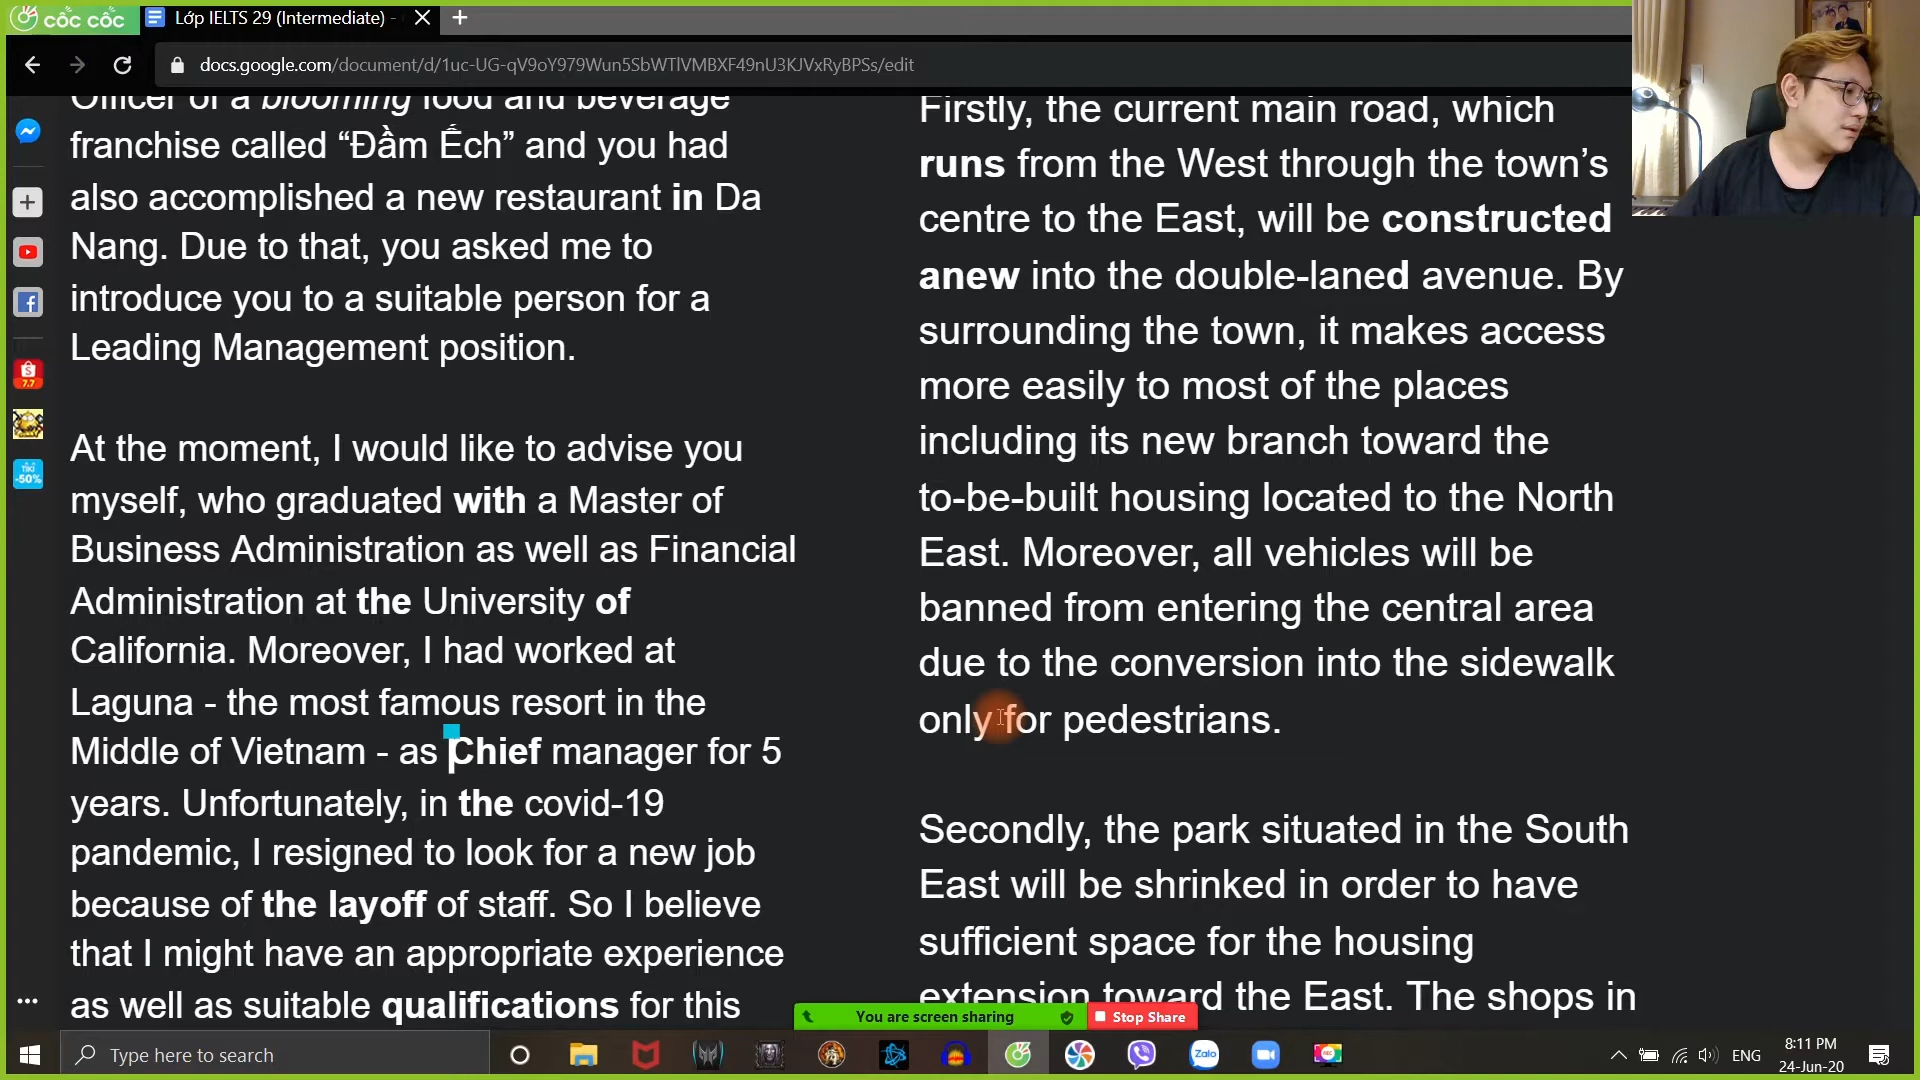 cốc cốc
Lớp IELTS 29 (Intermediate) -
docs.google.com/document/d/1uc-UG-qV9oY979Wun5SbWTlVMBXF49nU3KJVxRyBPSs/edit
Officer of a blooming food and beverage
franchise called “Đầm Ếch” and you had
also accomplished a new restaurant in Da
Nang. Due to that, you asked me to
introduce you to a suitable person for a
Leading Management position.
At the moment, I would like to advise you
myself, who graduated with a Master of
Business Administration as well as Financial
Administration at the University of
California. Moreover, I had worked at
Laguna - the most famous resort in the
Middle of Vietnam - as Chief manager for 5
years. Unfortunately, in the covid-19
pandemic, I resigned to look for a new job
because of the layoff of staff. So I believe
that I might have an appropriate experience
as well as suitable qualifications for this
Firstly, the current main road, which
runs from the West through the town’s
centre to the East, will be constructed
anew into the double-laned avenue. By
surrounding the town, it makes access
more easily to most of the places
including its new branch toward the
to-be-built housing located to the North
East. Moreover, all vehicles will be
banned from entering the central area
due to the conversion into the sidewalk
only for pedestrians.
Secondly, the park situated in the South
East will be shrinked in order to have
sufficient space for the housing
extension toward the East. The shops in
7.7
TIKI
-50%
You are screen sharing
Stop Share
Type here to search
Zalo
REC
ENG
8:11 PM
24-Jun-20